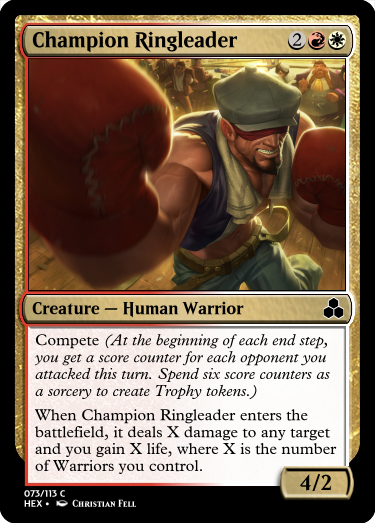 Champion Ringleader 2
Creature — Human Warrior
Compete (At the beginning of each end step,
you get a score counter for each opponent you
attacked this turn. Spend six score counters as
a sorcery to create Trophy tokens.)
When Champion Ringleader enters the
battlefield, it deals X damage to any target
and you gain X life, where X is the number
of Warriors you control.
4/2
073/113 C
HEX • Christian Fell